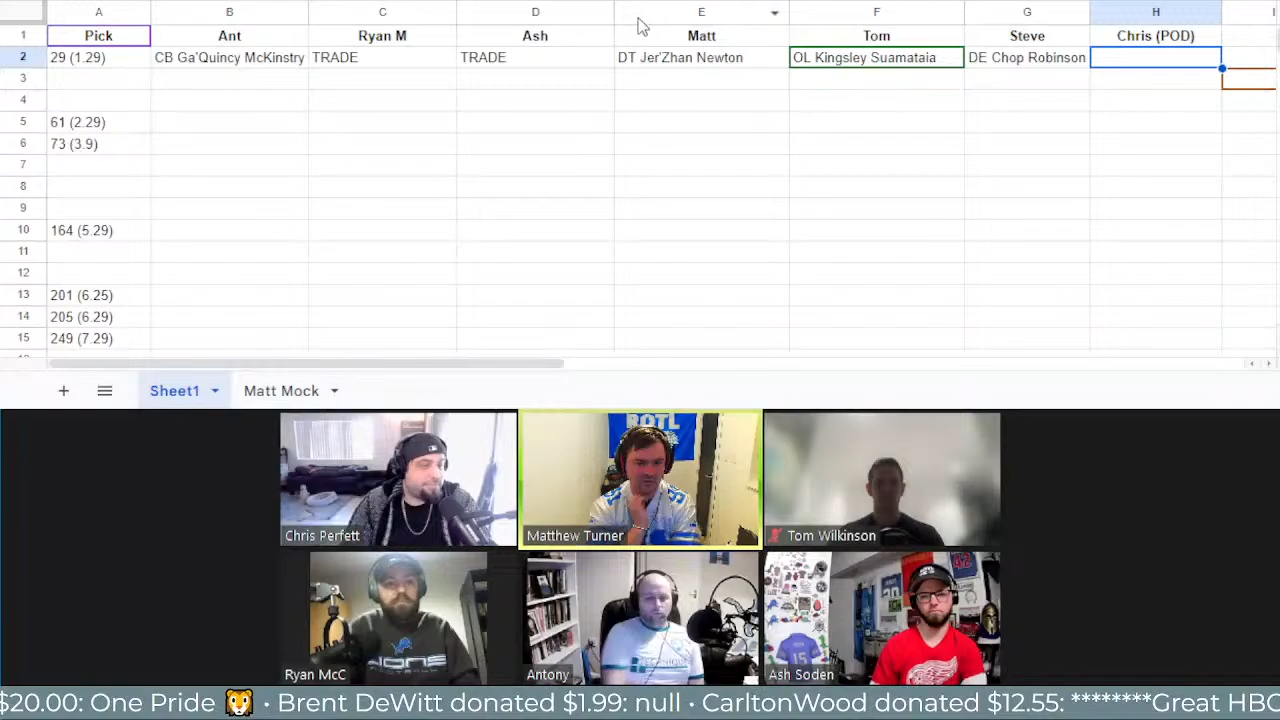 A B C D E F G H I
1 Pick Ant Ryan M Ash Matt Tom Steve Chris (POD)
2 29 (1.29) CB Ga'Quincy McKinstry TRADE TRADE DT Jer'Zhan Newton OL Kingsley Suamataia DE Chop Robinson
3
4
5 61 (2.29)
6 73 (3.9)
7
8
9
10 164 (5.29)
11
12
13 201 (6.25)
14 205 (6.29)
15 249 (7.29)
+ Sheet1 Matt Mock
ROTL
Chris Perfett Matthew Turner Tom Wilkinson
42
15
Ryan McC Antony Ash Soden
$20.00: One Pride 🦁 · Brent DeWitt donated $1.99: null · CarltonWood donated $12.55: ********Great HBC